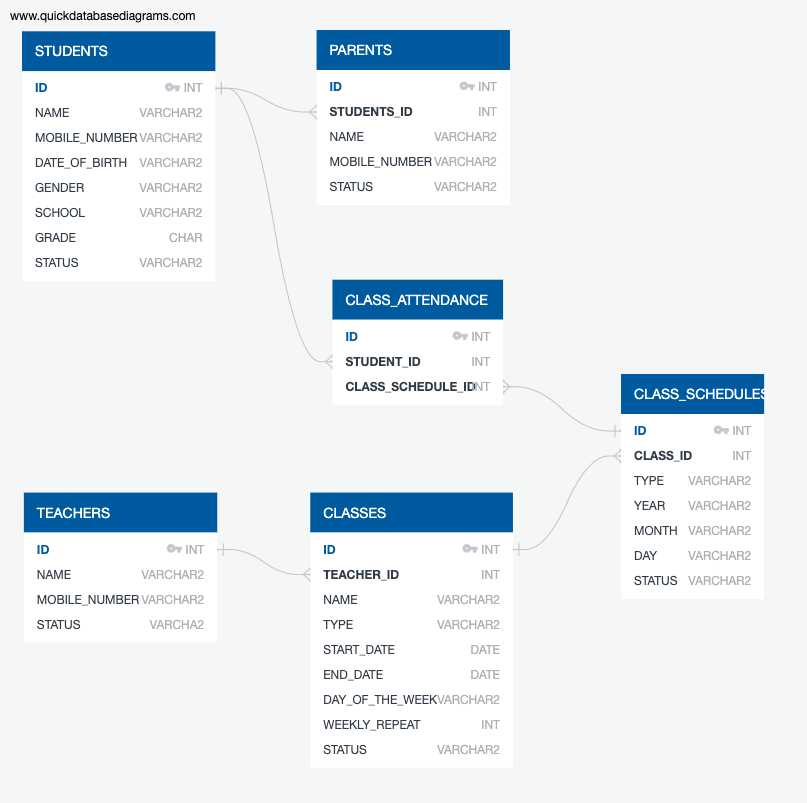 www.quickdatabasediagrams.com
STUDENTS
ID INT
NAME VARCHAR2
MOBILE_NUMBER VARCHAR2
DATE_OF_BIRTH VARCHAR2
GENDER VARCHAR2
SCHOOL VARCHAR2
GRADE CHAR
STATUS VARCHAR2
PARENTS
ID INT
STUDENTS_ID INT
NAME VARCHAR2
MOBILE_NUMBER VARCHAR2
STATUS VARCHAR2
CLASS_ATTENDANCE
ID INT
STUDENT_ID INT
CLASS_SCHEDULE_ID INT
CLASS_SCHEDULES
ID INT
CLASS_ID INT
TYPE VARCHAR2
YEAR VARCHAR2
MONTH VARCHAR2
DAY VARCHAR2
STATUS VARCHAR2
TEACHERS
ID INT
NAME VARCHAR2
MOBILE_NUMBER VARCHAR2
STATUS VARCHA2
CLASSES
ID INT
TEACHER_ID INT
NAME VARCHAR2
TYPE VARCHAR2
START_DATE DATE
END_DATE DATE
DAY_OF_THE_WEEK VARCHAR2
WEEKLY_REPEAT INT
STATUS VARCHAR2